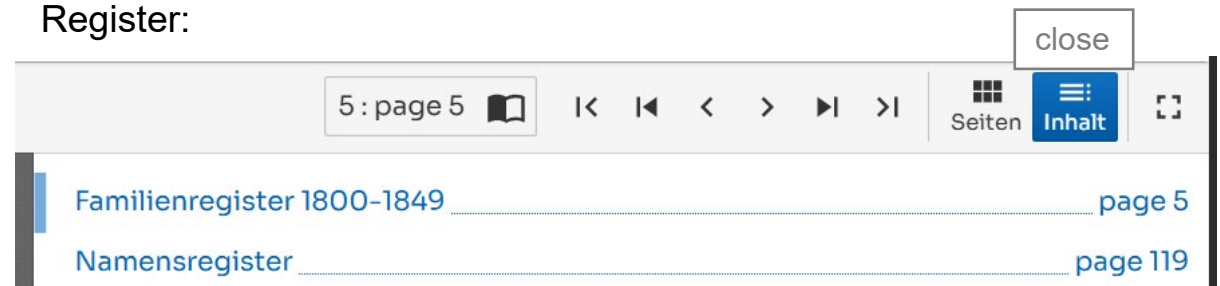 Register:
close
5 : page 5
Seiten
Inhalt
Familienregister 1800-1849 page 5
Namensregister page 119